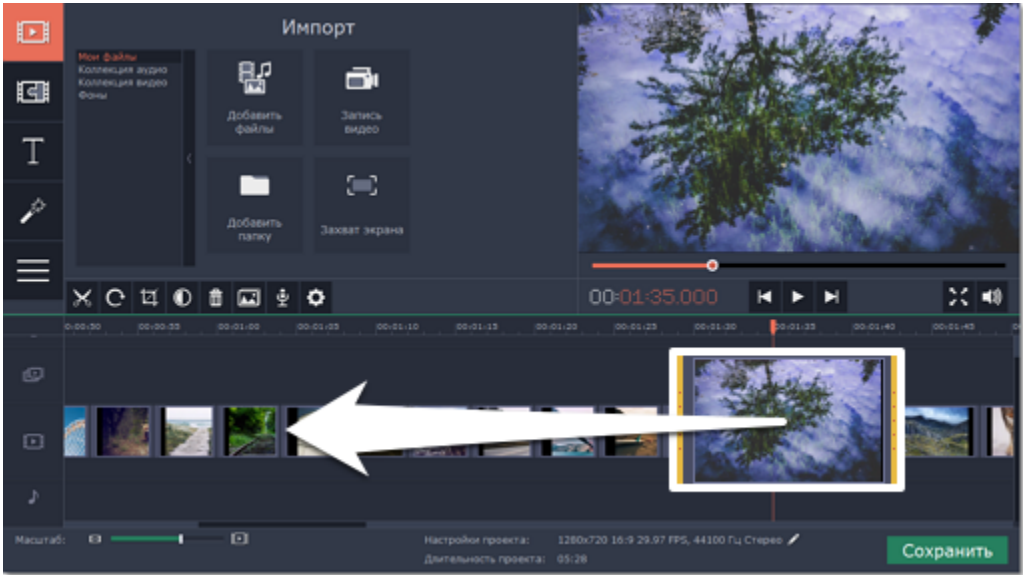 Импорт
Мои файлы
Коллекция аудио
Коллекция видео
Фоны
Добавить
файлы
Запись
видео
Добавить
папку
Захват экрана
00:01:35.000
0:00:50 00:00:55 00:01:00 00:01:05 00:01:10 00:01:15 00:01:20 00:01:25 00:01:30 00:01:35 00:01:40 00:01:45
Масштаб:
Настройки проекта: 1280x720 16:9 29.97 FPS, 44100 Гц Стерео
Длительность проекта: 05:28
Сохранить